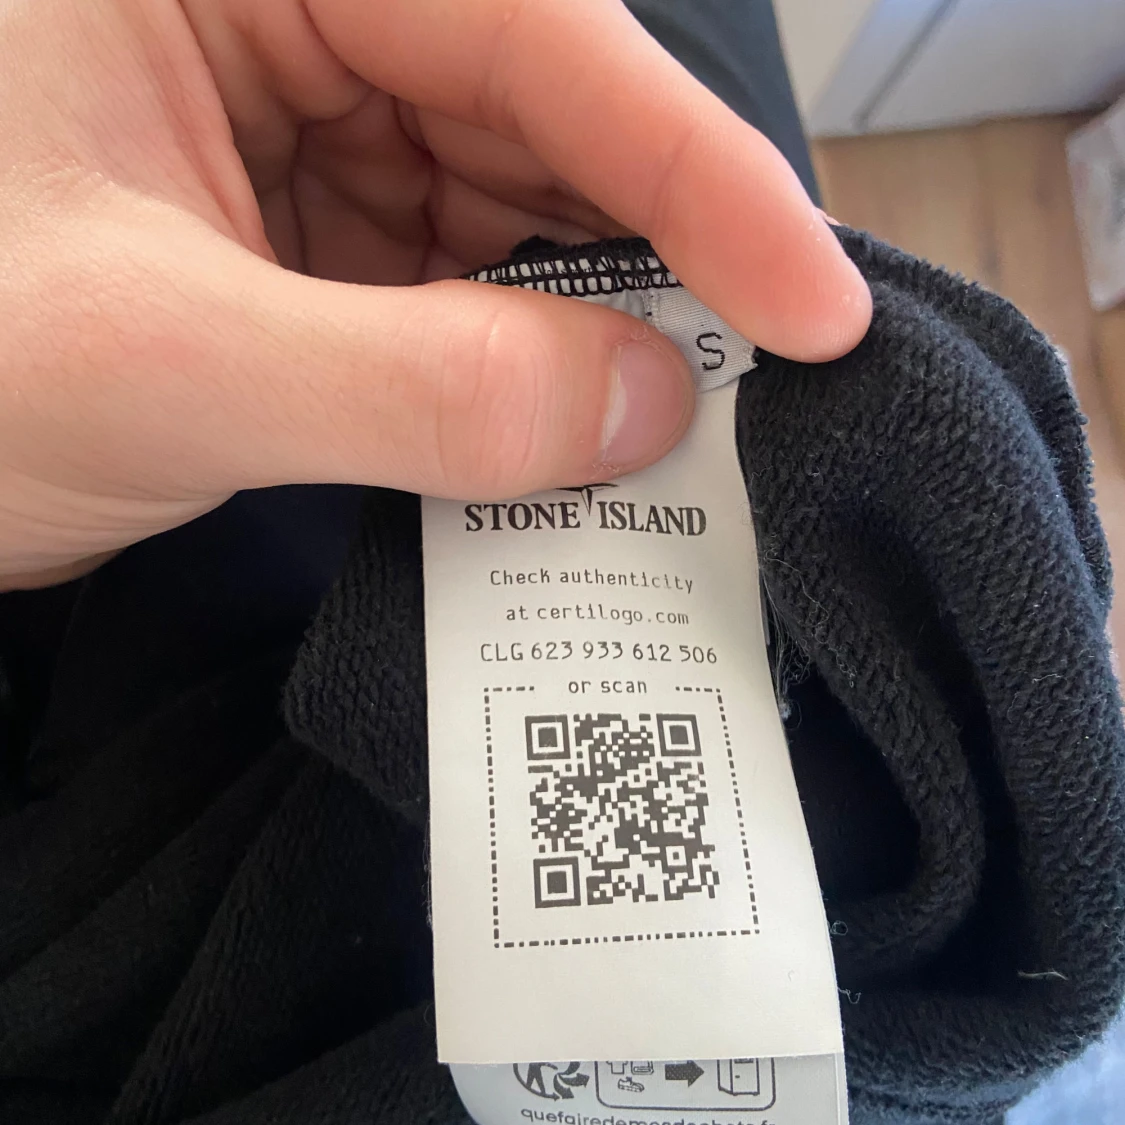 S
STONE ISLAND
Check authenticity
at certilogo.com
CLG 623 933 612 506
or scan